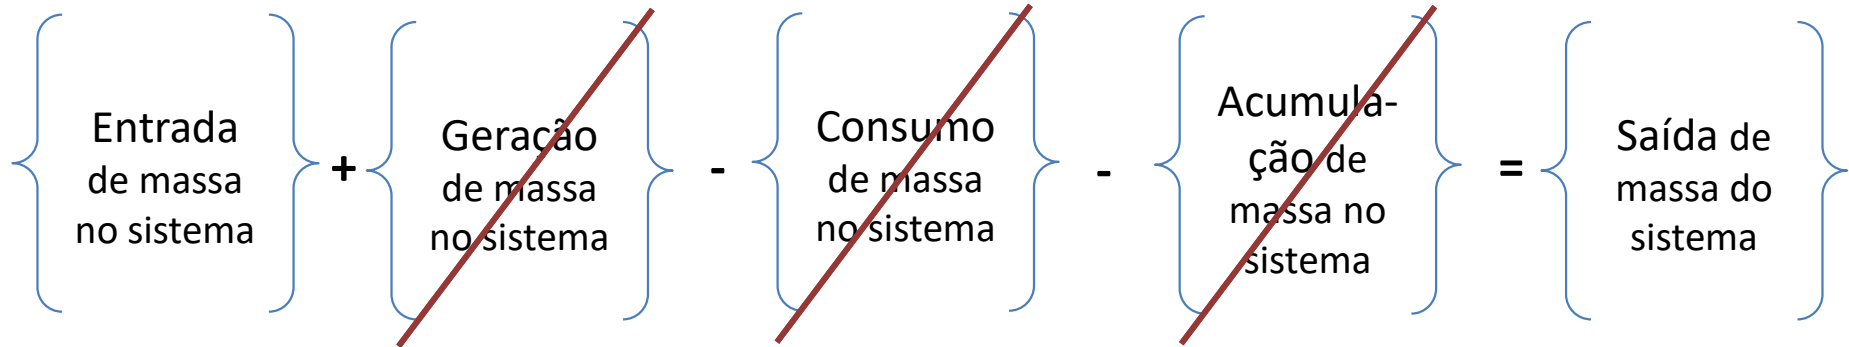 Entrada
de massa
no sistema
+
Geração
de massa
no sistema
-
Consumo
de massa
no sistema
-
Acumula-
ção de
massa no
sistema
=
Saída de
massa do
sistema